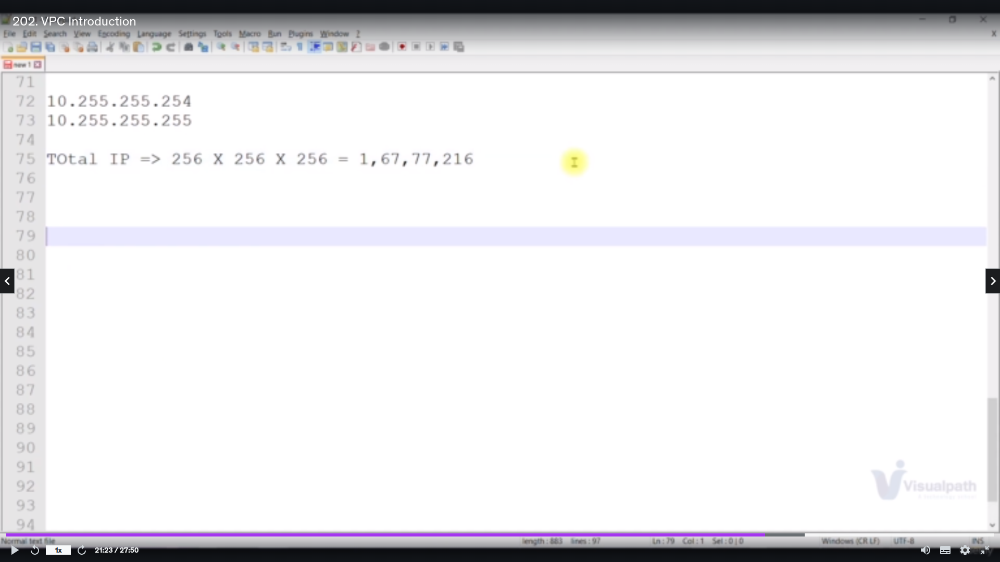 202. VPC Introduction
File Edit Search View Encoding Language Settings Tools Macro Run Plugins Window ?
X
new 1
71
72 10.255.255.254
73 10.255.255.255
74
75 TOtal IP => 256 X 256 X 256 = 1,67,77,216
76
77
78
79
80
81
82
83
84
85
86
87
88
89
90
91
92
93
94
Visualpath
Normal text file length : 883 lines : 97 Ln : 79 Col : 1 Sel : 0 | 0 Windows (CR LF) UTF-8 INS
1x 21:23 / 27:50